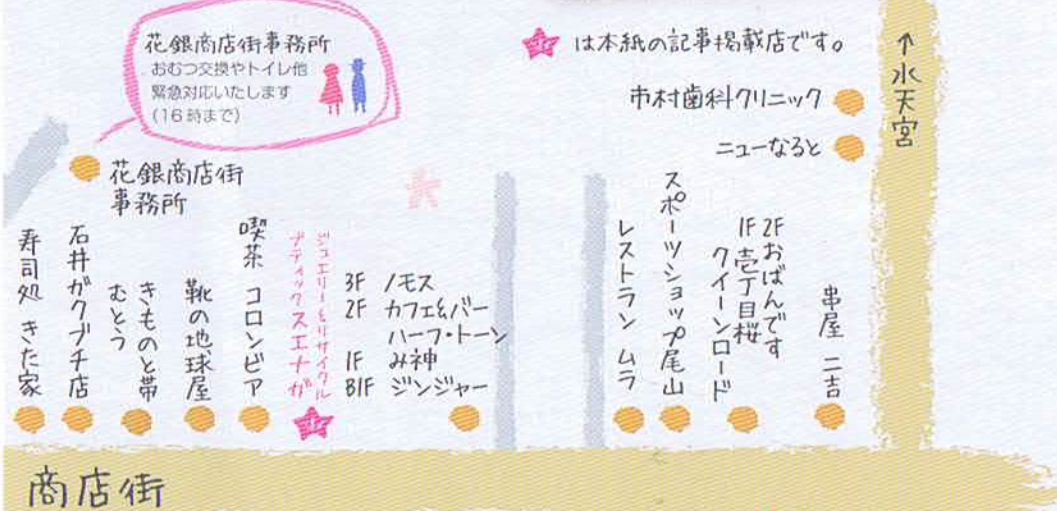 花銀商店街事務所
おむつ交換やトイレ他
緊急対応いたします
(16時まで)
は本紙の記事掲載店です。
↑水天宮
市村歯科クリニック
ニューなると
花銀商店街
事務所
寿司処 きた家
石井ガクブチ店
きものと帯
むとう
靴の地球屋
喫茶 コロンビア
ジュエリー&リサイクル
ブティックスエナガ
3F ノモス
2F カフェ&バー
ハーフ・トーン
1F み神
B1F ジンジャー
レストラン ムラ
スポーツショップ尾山
2F おばんです
1F 壱丁目桜
クイーンロード
串屋 二吉
商店街